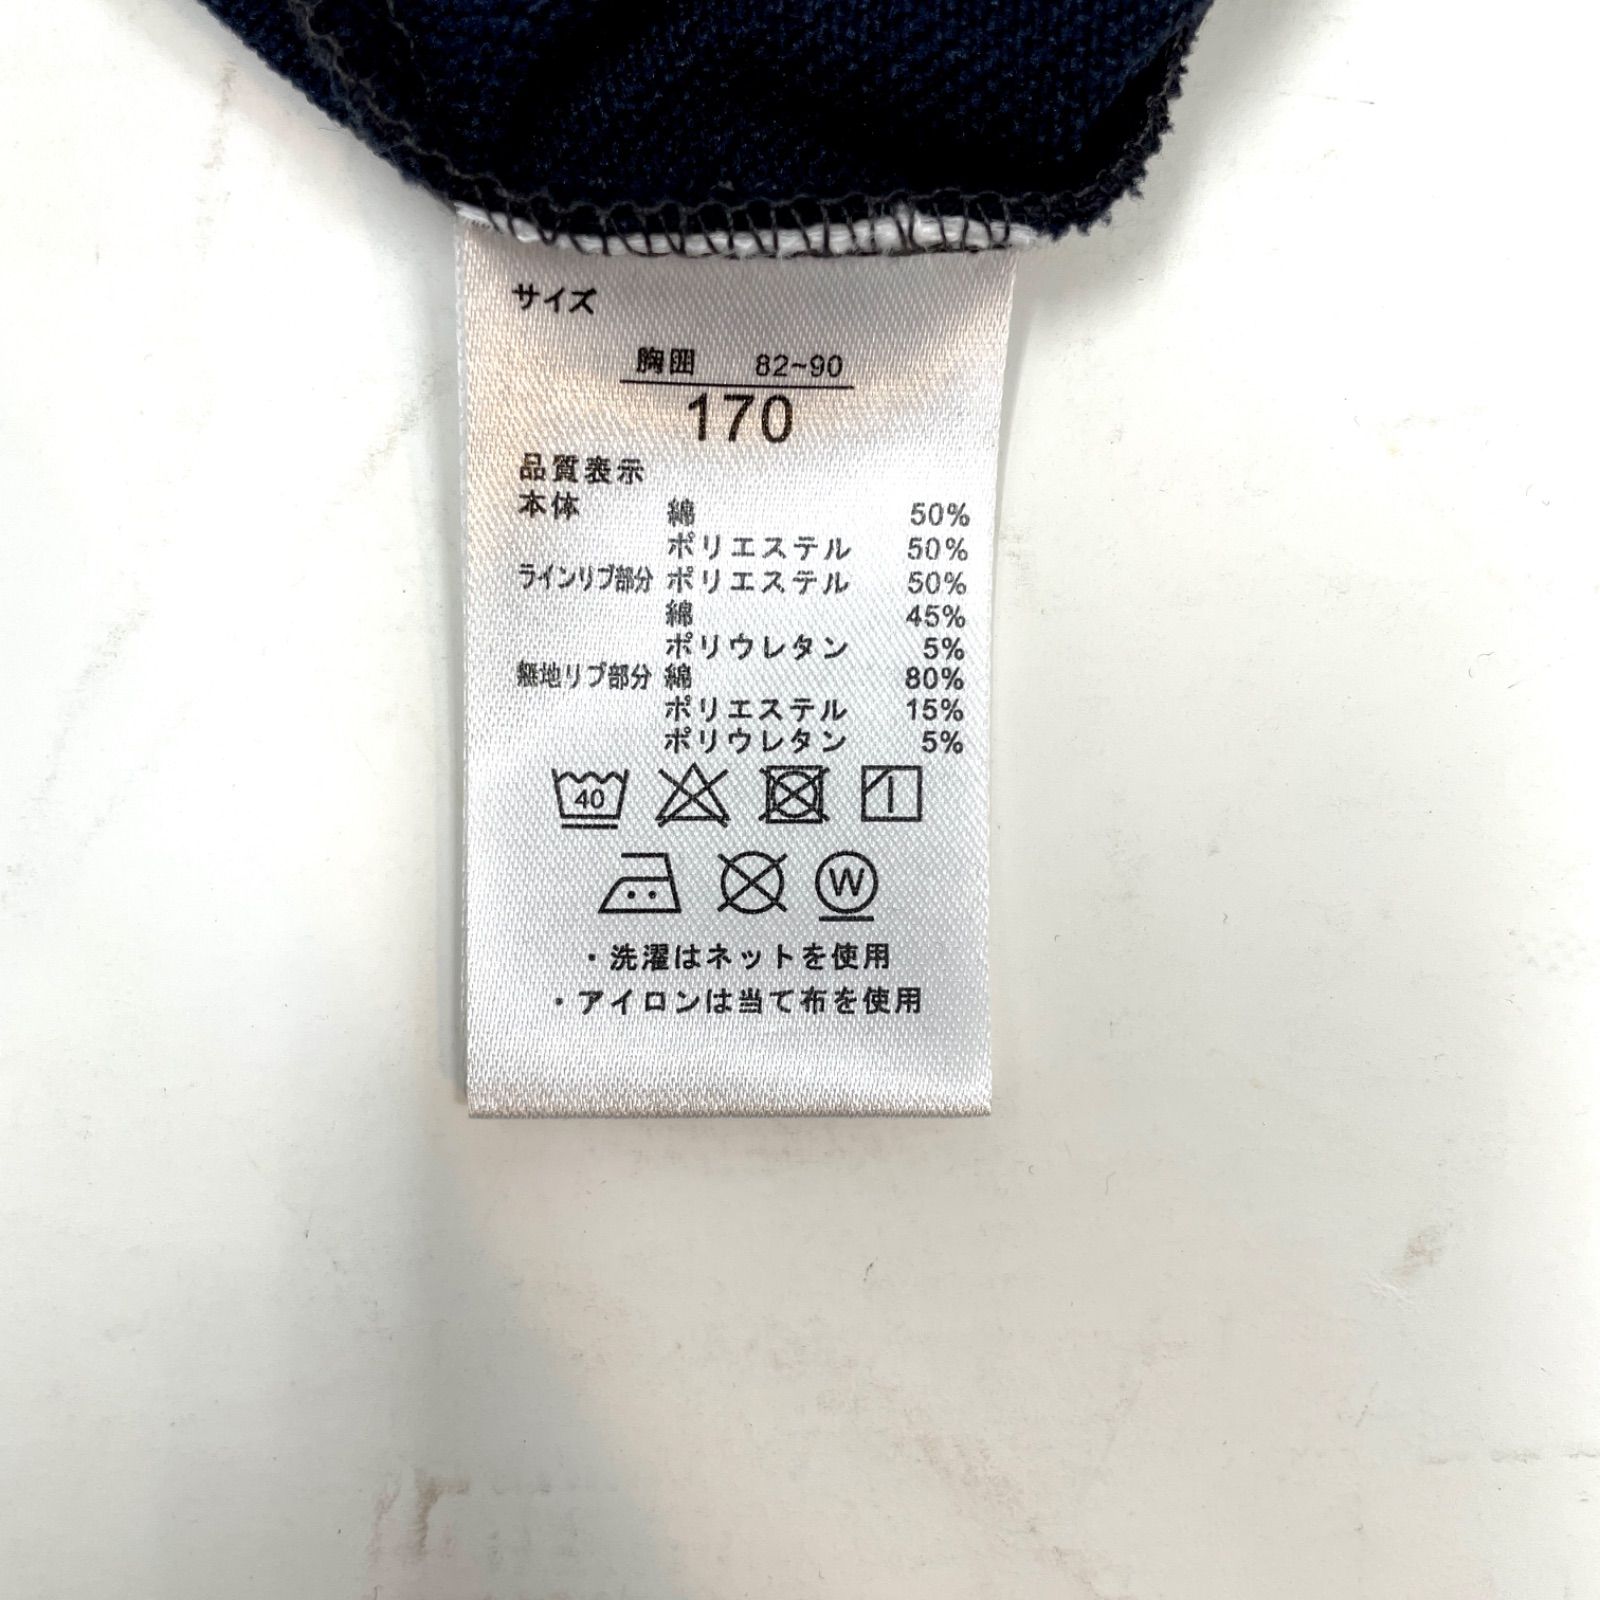 サイズ
胸囲 82~90
170
品質表示
本体 綿 50%
ポリエステル 50%
ラインリブ部分 ポリエステル 50%
綿 45%
ポリウレタン 5%
無地リブ部分 綿 80%
ポリエステル 15%
ポリウレタン 5%
40
W
・洗濯はネットを使用
・アイロンは当て布を使用